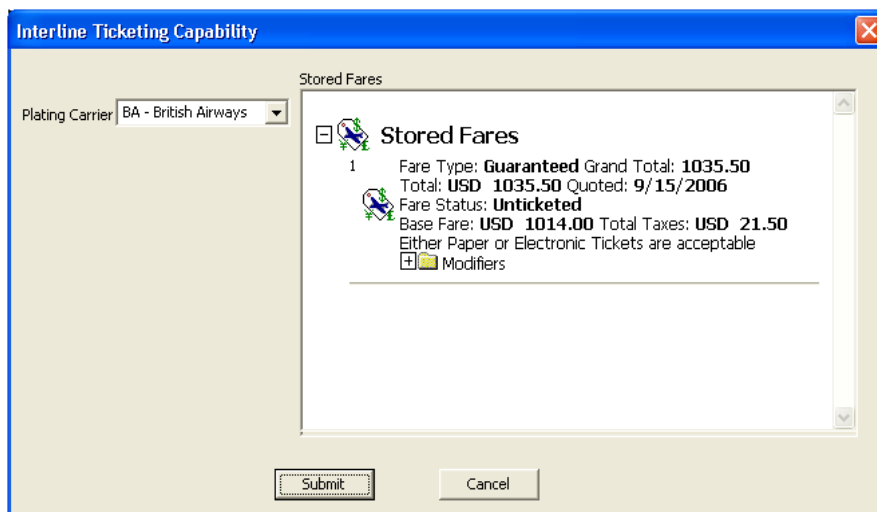 Interline Ticketing Capability
Stored Fares
Plating Carrier BA - British Airways
Stored Fares
1 Fare Type: Guaranteed Grand Total: 1035.50
Total: USD 1035.50 Quoted: 9/15/2006
Fare Status: Unticketed
Base Fare: USD 1014.00 Total Taxes: USD 21.50
Either Paper or Electronic Tickets are acceptable
Modifiers
Submit Cancel